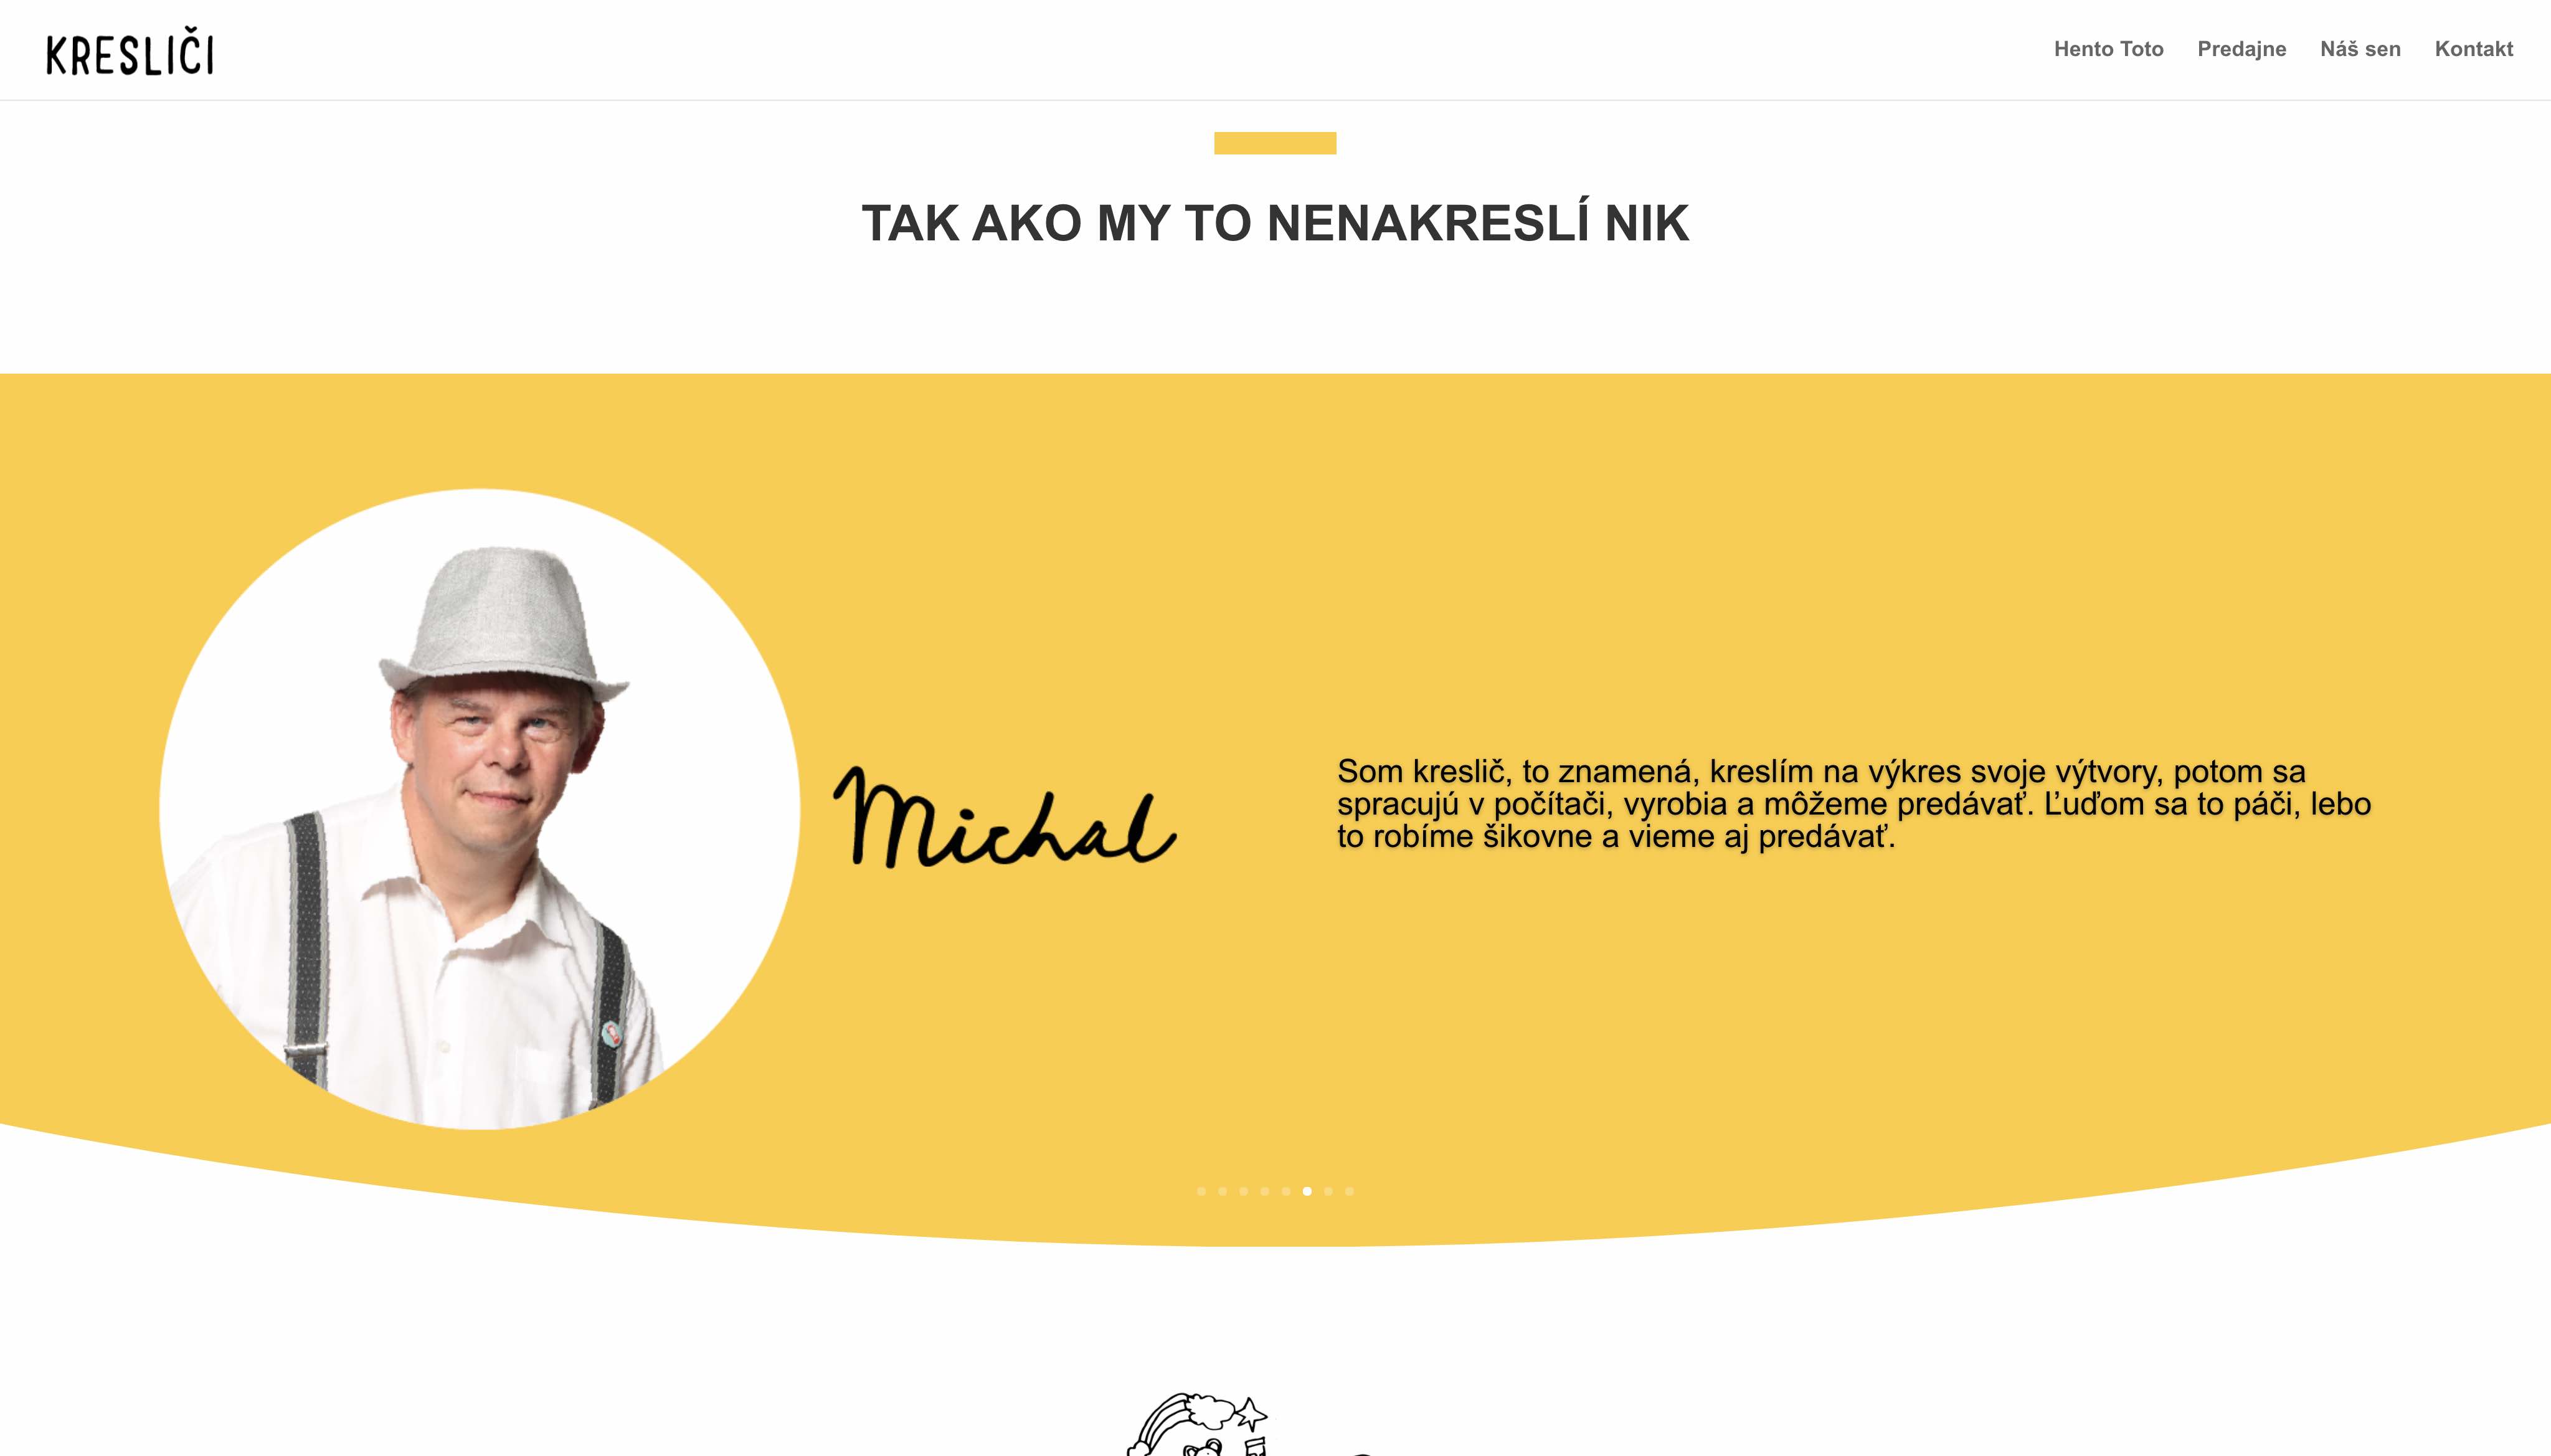 KRESLIČI
Hento Toto
Predajne
Náš sen
Kontakt
TAK AKO MY TO NENAKRESLÍ NIK
Michal
Som kreslič, to znamená, kreslím na výkres svoje výtvory, potom sa
spracujú v počítači, vyrobia a môžeme predávať. Ľuďom sa to páči, lebo
to robíme šikovne a vieme aj predávať.